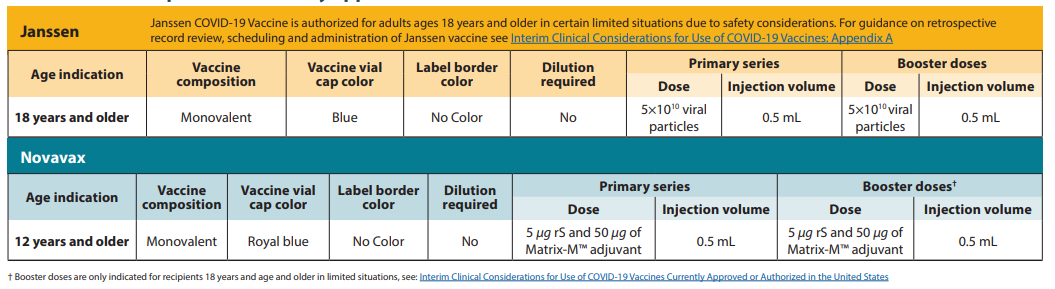 Janssen
Janssen COVID-19 Vaccine is authorized for adults ages 18 years and older in certain limited situations due to safety considerations. For guidance on retrospective
record review, scheduling and administration of Janssen vaccine see Interim Clinical Considerations for Use of COVID-19 Vaccines: Appendix A
Age indication
Vaccine
composition
Vaccine vial
cap color
Label border
color
Dilution
required
Primary series
Booster doses
Dose
Injection volume
Dose
Injection volume
18 years and older
Monovalent
Blue
No Color
No
5×10¹⁰ viral
particles
0.5 mL
5×10¹⁰ viral
particles
0.5 mL
Novavax
Age indication
Vaccine
composition
Vaccine vial
cap color
Label border
color
Dilution
required
Primary series
Booster doses†
Dose
Injection volume
Dose
Injection volume
12 years and older
Monovalent
Royal blue
No Color
No
5 µg rS and 50 µg of
Matrix-M™ adjuvant
0.5 mL
5 µg rS and 50 µg of
Matrix-M™ adjuvant
0.5 mL
† Booster doses are only indicated for recipients 18 years and age and older in limited situations, see: Interim Clinical Considerations for Use of COVID-19 Vaccines Currently Approved or Authorized in the United States